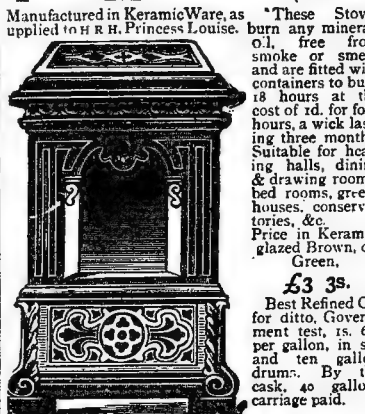 Manufactured in Keramic Ware, as
applied to H R H. Princess Louise.
"These Stov
burn any minera
oil, free fro
smoke or sme
and are fitted wi
containers to bu
18 hours at th
cost of 1d. for fo
hours, a wick las
ing three month
Suitable for hea
ing halls, dinin
& drawing room
bed rooms, gree
houses, conserv
tories, &c.
Price in Keram
glazed Brown, o
Green,
£3 3s.
Best Refined O
for ditto, Gover
ment test, 1s. 6
per gallon, in s
and ten gallo
drums. By t
cask, 40 gallo
carriage paid.